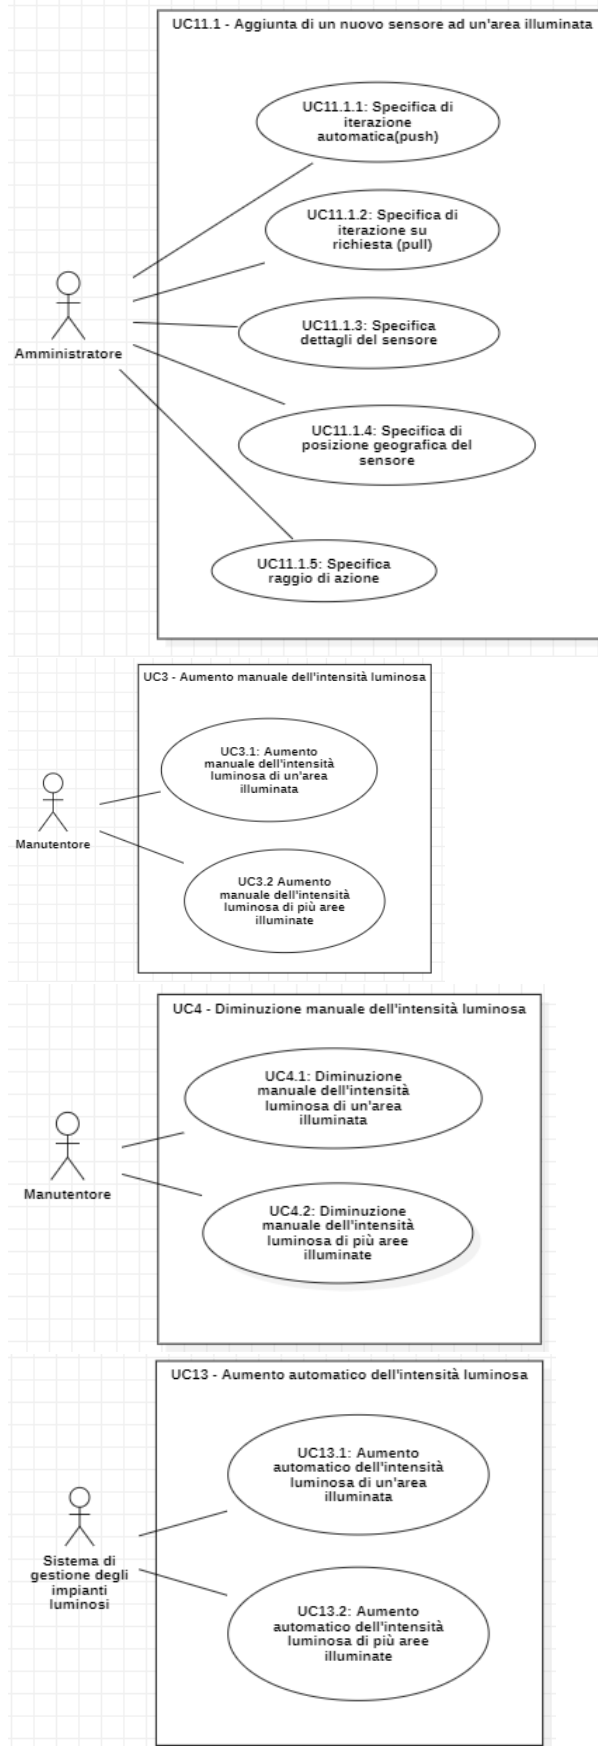 UC11.1 - Aggiunta di un nuovo sensore ad un'area illuminata
UC11.1.1: Specifica di
iterazione
automatica(push)
UC11.1.2: Specifica di
iterazione su
richiesta (pull)
UC11.1.3: Specifica
dettagli del sensore
Amministratore
UC11.1.4: Specifica di
posizione geografica del
sensore
UC11.1.5: Specifica
raggio di azione
UC3 - Aumento manuale dell'intensità luminosa
UC3.1: Aumento
manuale dell'intensità
luminosa di un'area
illuminata
Manutentore
UC3.2 Aumento
manuale dell'intensità
luminosa di più aree
illuminate
UC4 - Diminuzione manuale dell'intensità luminosa
UC4.1: Diminuzione
manuale dell'intensità
luminosa di un'area
illuminata
Manutentore
UC4.2: Diminuzione
manuale dell'intensità
luminosa di più aree
illuminate
UC13 - Aumento automatico dell'intensità luminosa
UC13.1: Aumento
automatico dell'intensità
luminosa di un'area
illuminata
Sistema di
gestione degli
impianti
luminosi
UC13.2: Aumento
automatico dell'intensità
luminosa di più aree
illuminate